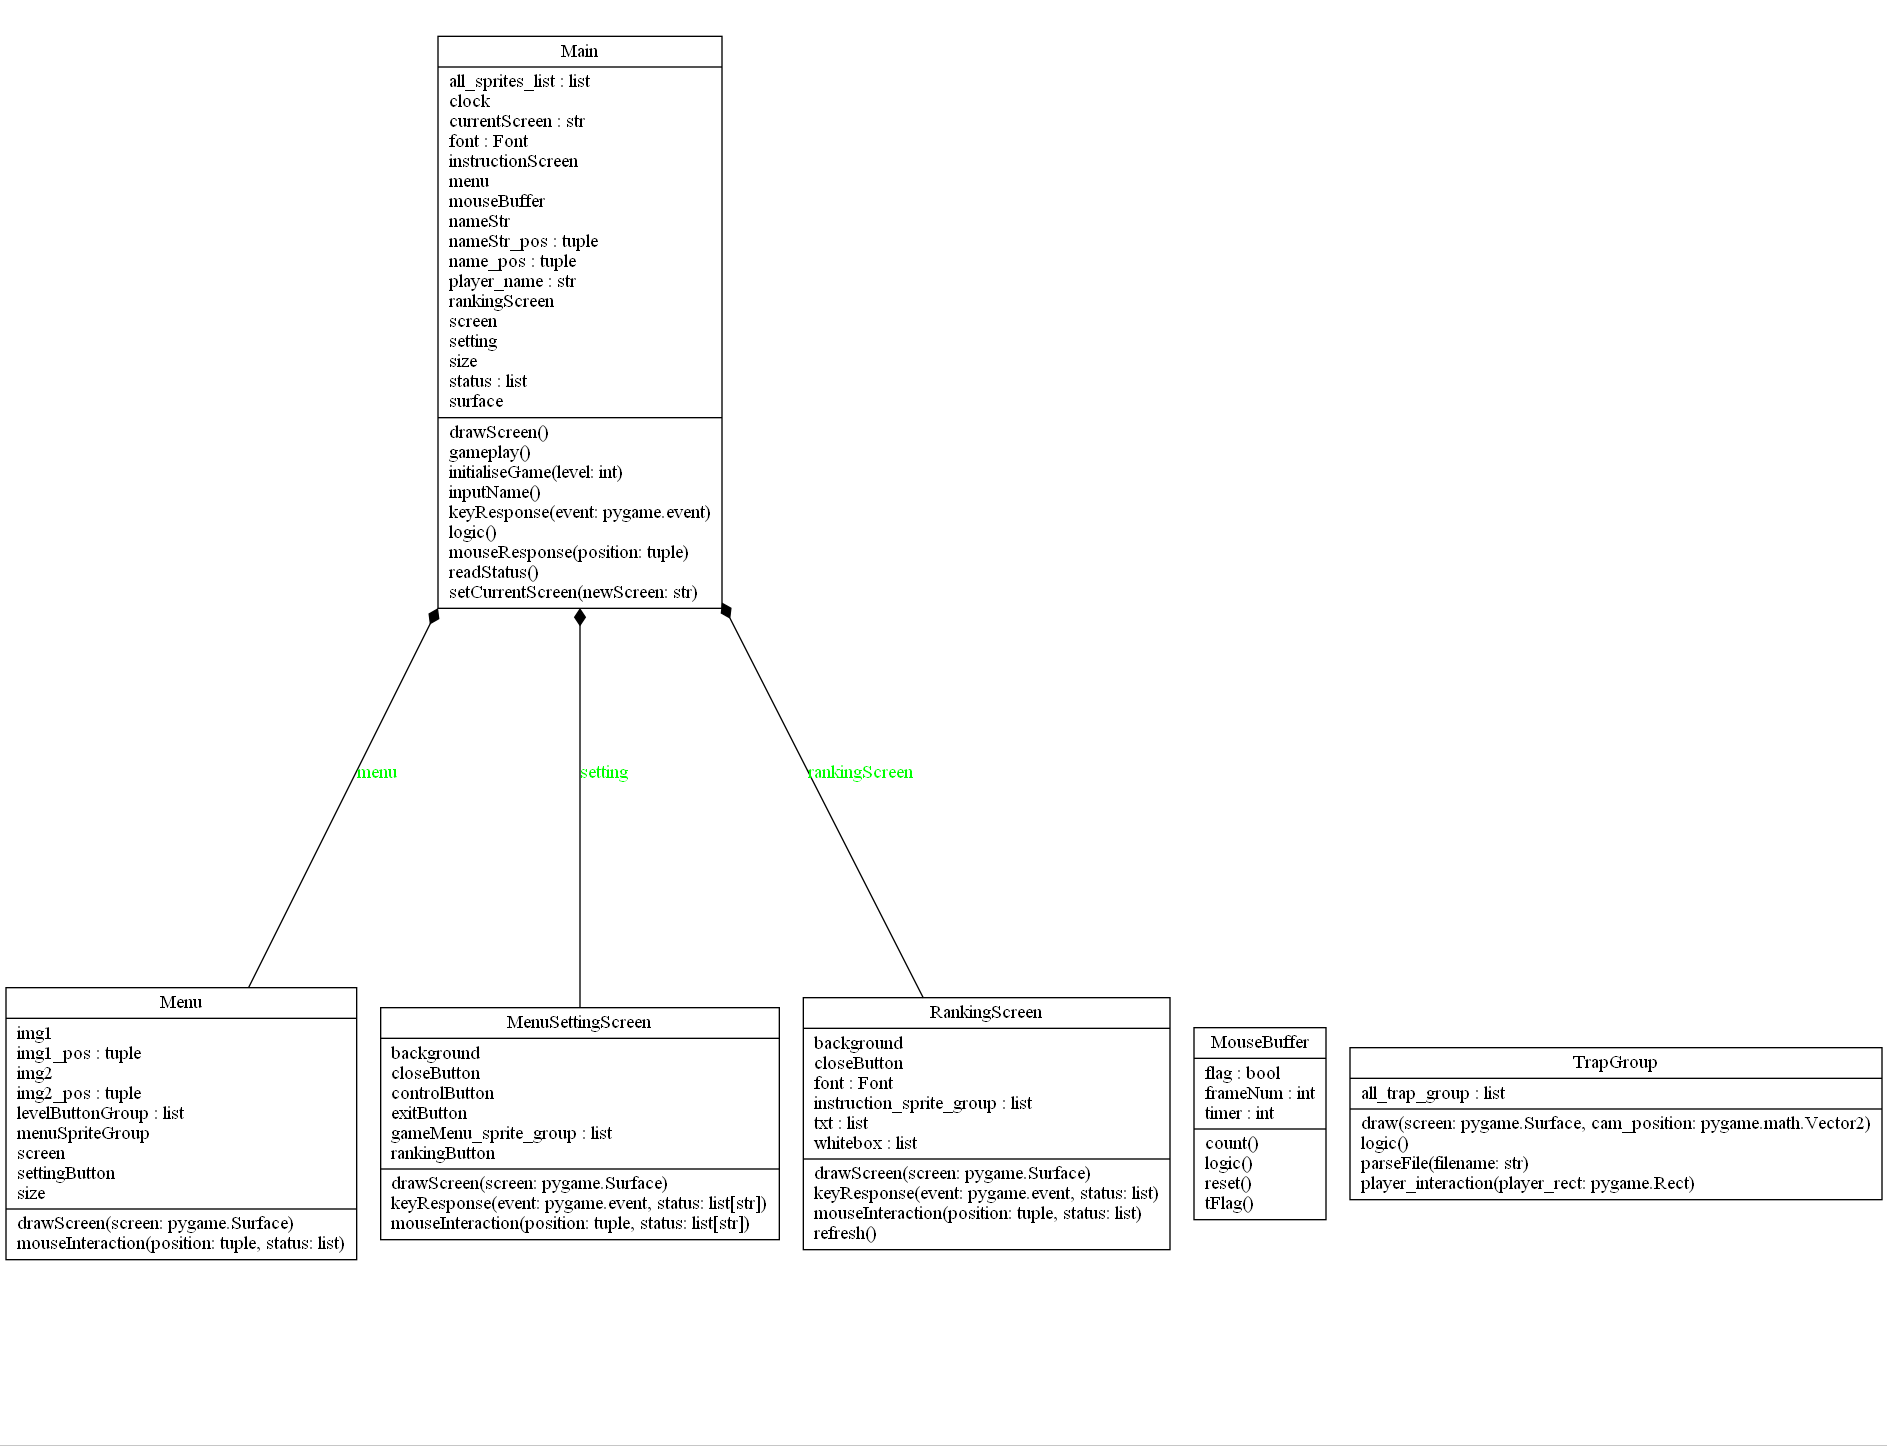 Main
all_sprites_list : list
clock
currentScreen : str
font : Font
instructionScreen
menu
mouseBuffer
nameStr
nameStr_pos : tuple
name_pos : tuple
player_name : str
rankingScreen
screen
setting
size
status : list
surface
drawScreen()
gameplay()
initialiseGame(level: int)
inputName()
keyResponse(event: pygame.event)
logic()
mouseResponse(position: tuple)
readStatus()
setCurrentScreen(newScreen: str)
menu
setting
rankingScreen
Menu
img1
img1_pos : tuple
img2
img2_pos : tuple
levelButtonGroup : list
menuSpriteGroup
screen
settingButton
size
drawScreen(screen: pygame.Surface)
mouseInteraction(position: tuple, status: list)
MenuSettingScreen
background
closeButton
controlButton
exitButton
gameMenu_sprite_group : list
rankingButton
drawScreen(screen: pygame.Surface)
keyResponse(event: pygame.event, status: list[str])
mouseInteraction(position: tuple, status: list[str])
RankingScreen
background
closeButton
font : Font
instruction_sprite_group : list
txt : list
whitebox : list
drawScreen(screen: pygame.Surface)
keyResponse(event: pygame.event, status: list)
mouseInteraction(position: tuple, status: list)
refresh()
MouseBuffer
flag : bool
frameNum : int
timer : int
count()
logic()
reset()
tFlag()
TrapGroup
all_trap_group : list
draw(screen: pygame.Surface, cam_position: pygame.math.Vector2)
logic()
parseFile(filename: str)
player_interaction(player_rect: pygame.Rect)